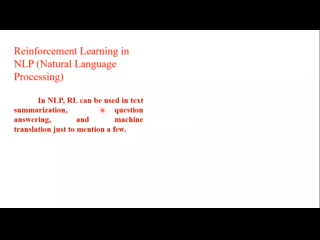 Reinforcement Learning in
NLP (Natural Language
Processing)
In NLP, RL can be used in text
summarization, question
answering, and machine
translation just to mention a few.